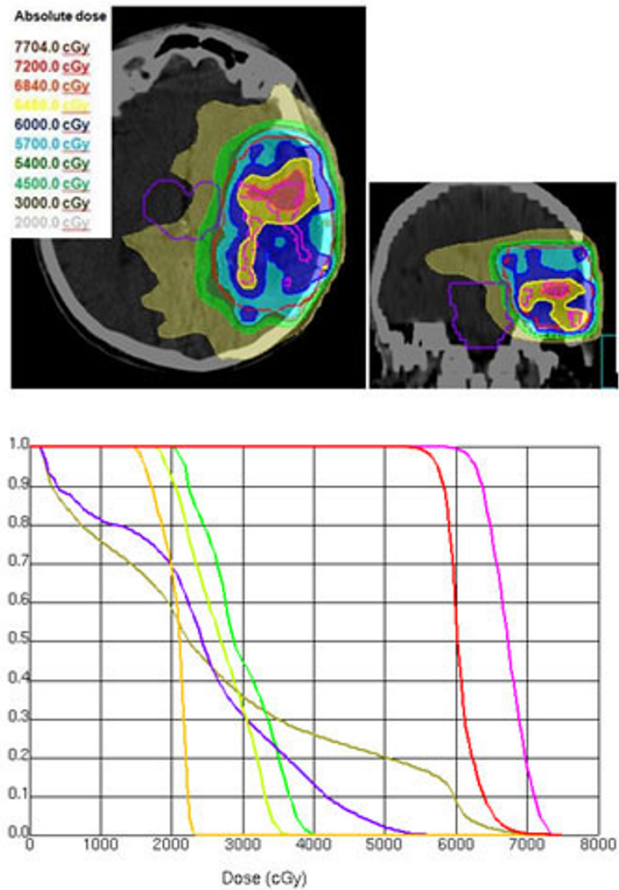 Absolute dose
7704.0 cGy
7200.0 cGy
6840.0 cGy
6480.0 cGy
6000.0 cGy
5700.0 cGy
5400.0 cGy
4500.0 cGy
3000.0 cGy
2000.0 cGy
1.0
0.9
0.8
0.7
0.6
0.5
0.4
0.3
0.2
0.1
0.0
0 1000 2000 3000 4000 5000 6000 7000 8000
Dose (cGy)